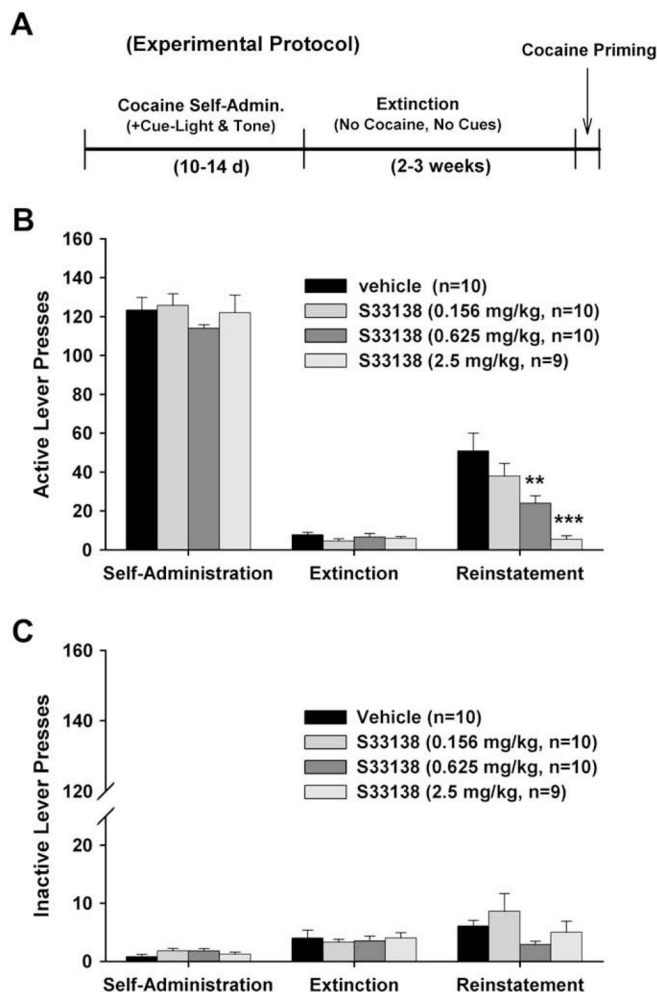 A
(Experimental Protocol)
Cocaine Priming
Cocaine Self-Admin.
(+Cue-Light & Tone)
Extinction
(No Cocaine, No Cues)
(10-14 d)
(2-3 weeks)
B
Active Lever Presses
160
140
120
100
80
60
40
20
0
vehicle (n=10)
S33138 (0.156 mg/kg, n=10)
S33138 (0.625 mg/kg, n=10)
S33138 (2.5 mg/kg, n=9)
**
***
Self-Administration
Extinction
Reinstatement
C
Inactive Lever Presses
160
140
120
20
10
0
Vehicle (n=10)
S33138 (0.156 mg/kg, n=10)
S33138 (0.625 mg/kg, n=10)
S33138 (2.5 mg/kg, n=9)
Self-Administration
Extinction
Reinstatement